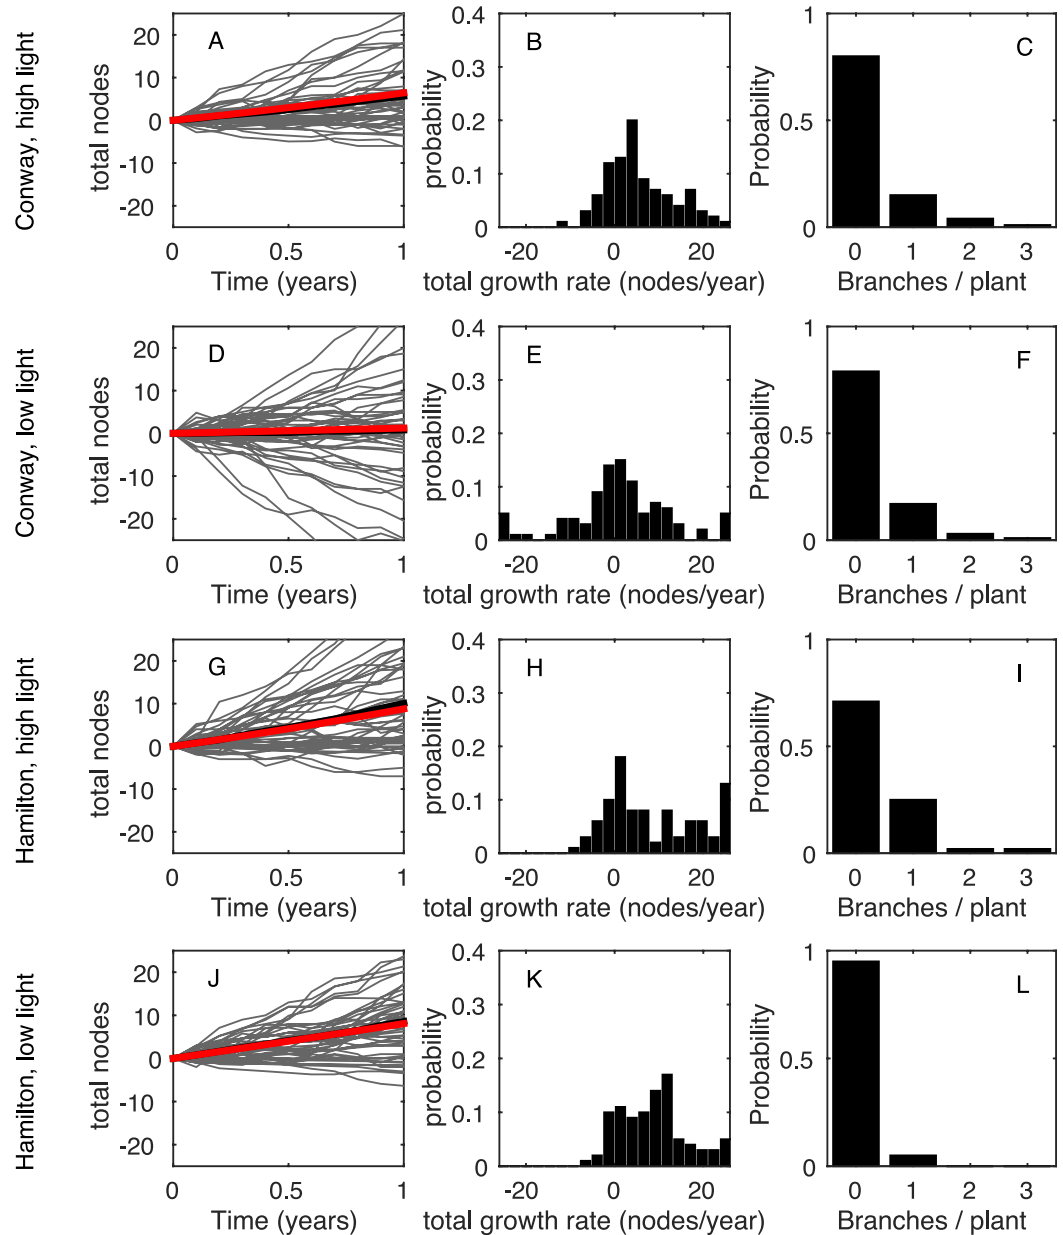 Conway, high light
total nodes
20
10
0
-10
-20
A
0
0.5
1
Time (years)
probability
0.4
0.3
0.2
0.1
0
B
-20
0
20
total growth rate (nodes/year)
Probability
1
0.5
0
C
0
1
2
3
Branches / plant
Conway, low light
total nodes
20
10
0
-10
-20
D
0
0.5
1
Time (years)
probability
0.4
0.3
0.2
0.1
0
E
-20
0
20
total growth rate (nodes/year)
Probability
1
0.5
0
F
0
1
2
3
Branches / plant
Hamilton, high light
total nodes
20
10
0
-10
-20
G
0
0.5
1
Time (years)
probability
0.4
0.3
0.2
0.1
0
H
-20
0
20
total growth rate (nodes/year)
Probability
1
0.5
0
I
0
1
2
3
Branches / plant
Hamilton, low light
total nodes
20
10
0
-10
-20
J
0
0.5
1
Time (years)
probability
0.4
0.3
0.2
0.1
0
K
-20
0
20
total growth rate (nodes/year)
Probability
1
0.5
0
L
0
1
2
3
Branches / plant